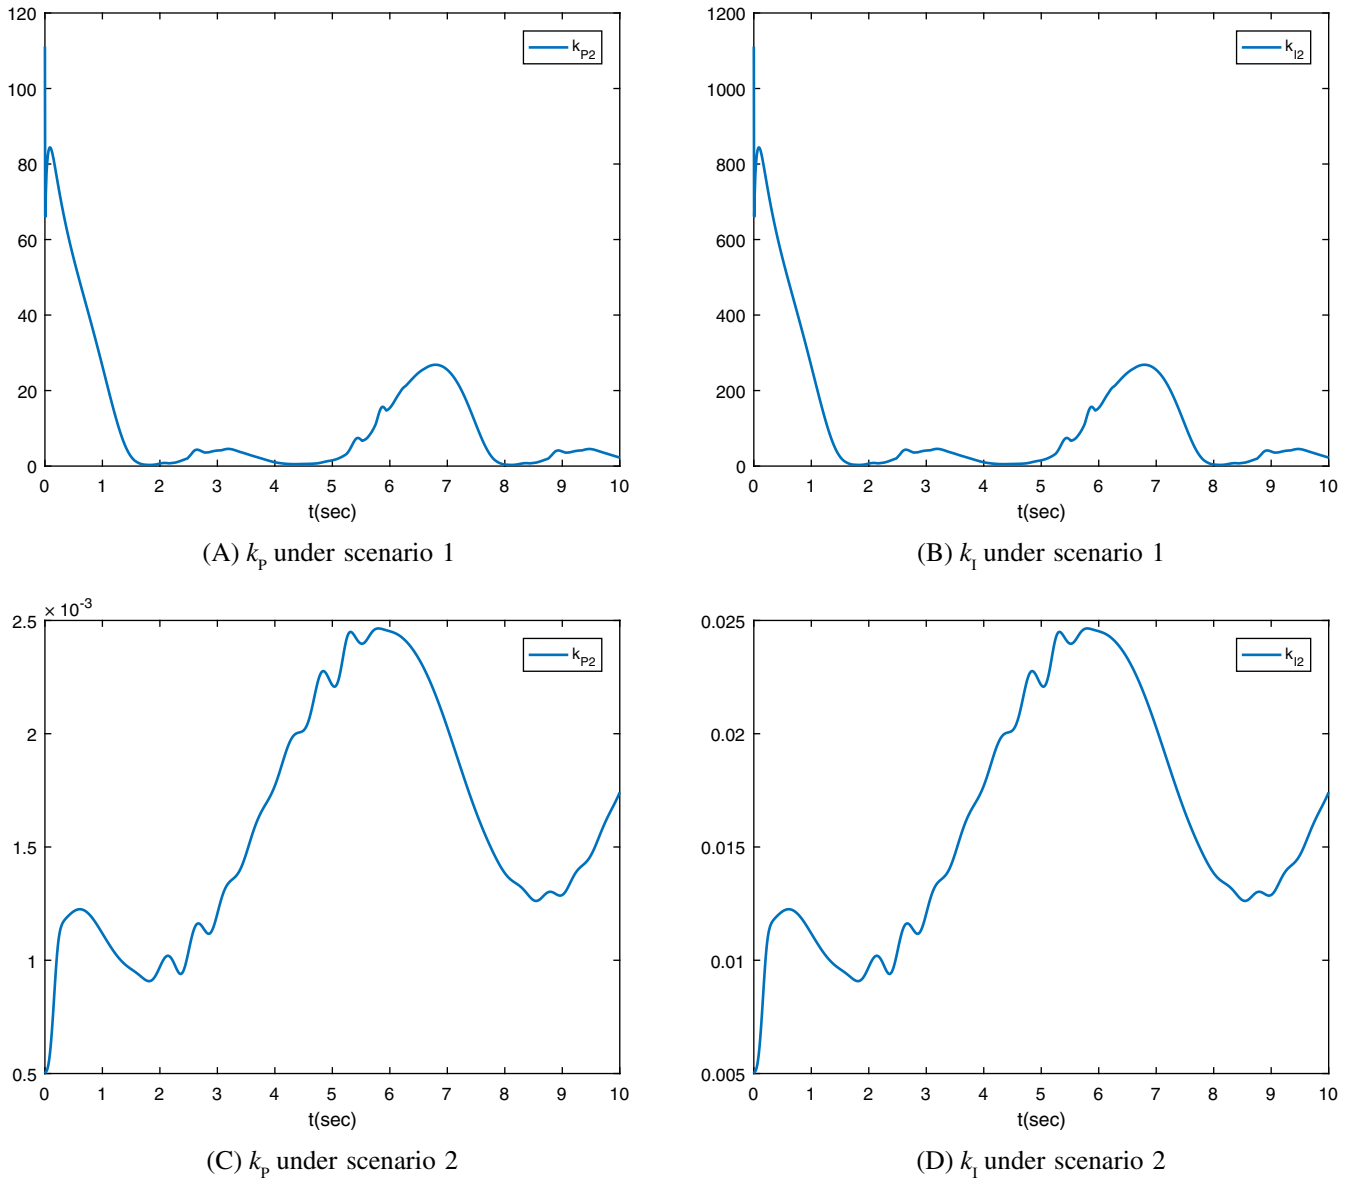 120
100
80
60
40
20
0
k_P2
0 1 2 3 4 5 6 7 8 9 10
t(sec)
(A) k_P under scenario 1
1200
1000
800
600
400
200
0
k_I2
0 1 2 3 4 5 6 7 8 9 10
t(sec)
(B) k_I under scenario 1
× 10^-3
2.5
2
1.5
1
0.5
k_P2
0 1 2 3 4 5 6 7 8 9 10
t(sec)
(C) k_P under scenario 2
0.025
0.02
0.015
0.01
0.005
k_I2
0 1 2 3 4 5 6 7 8 9 10
t(sec)
(D) k_I under scenario 2